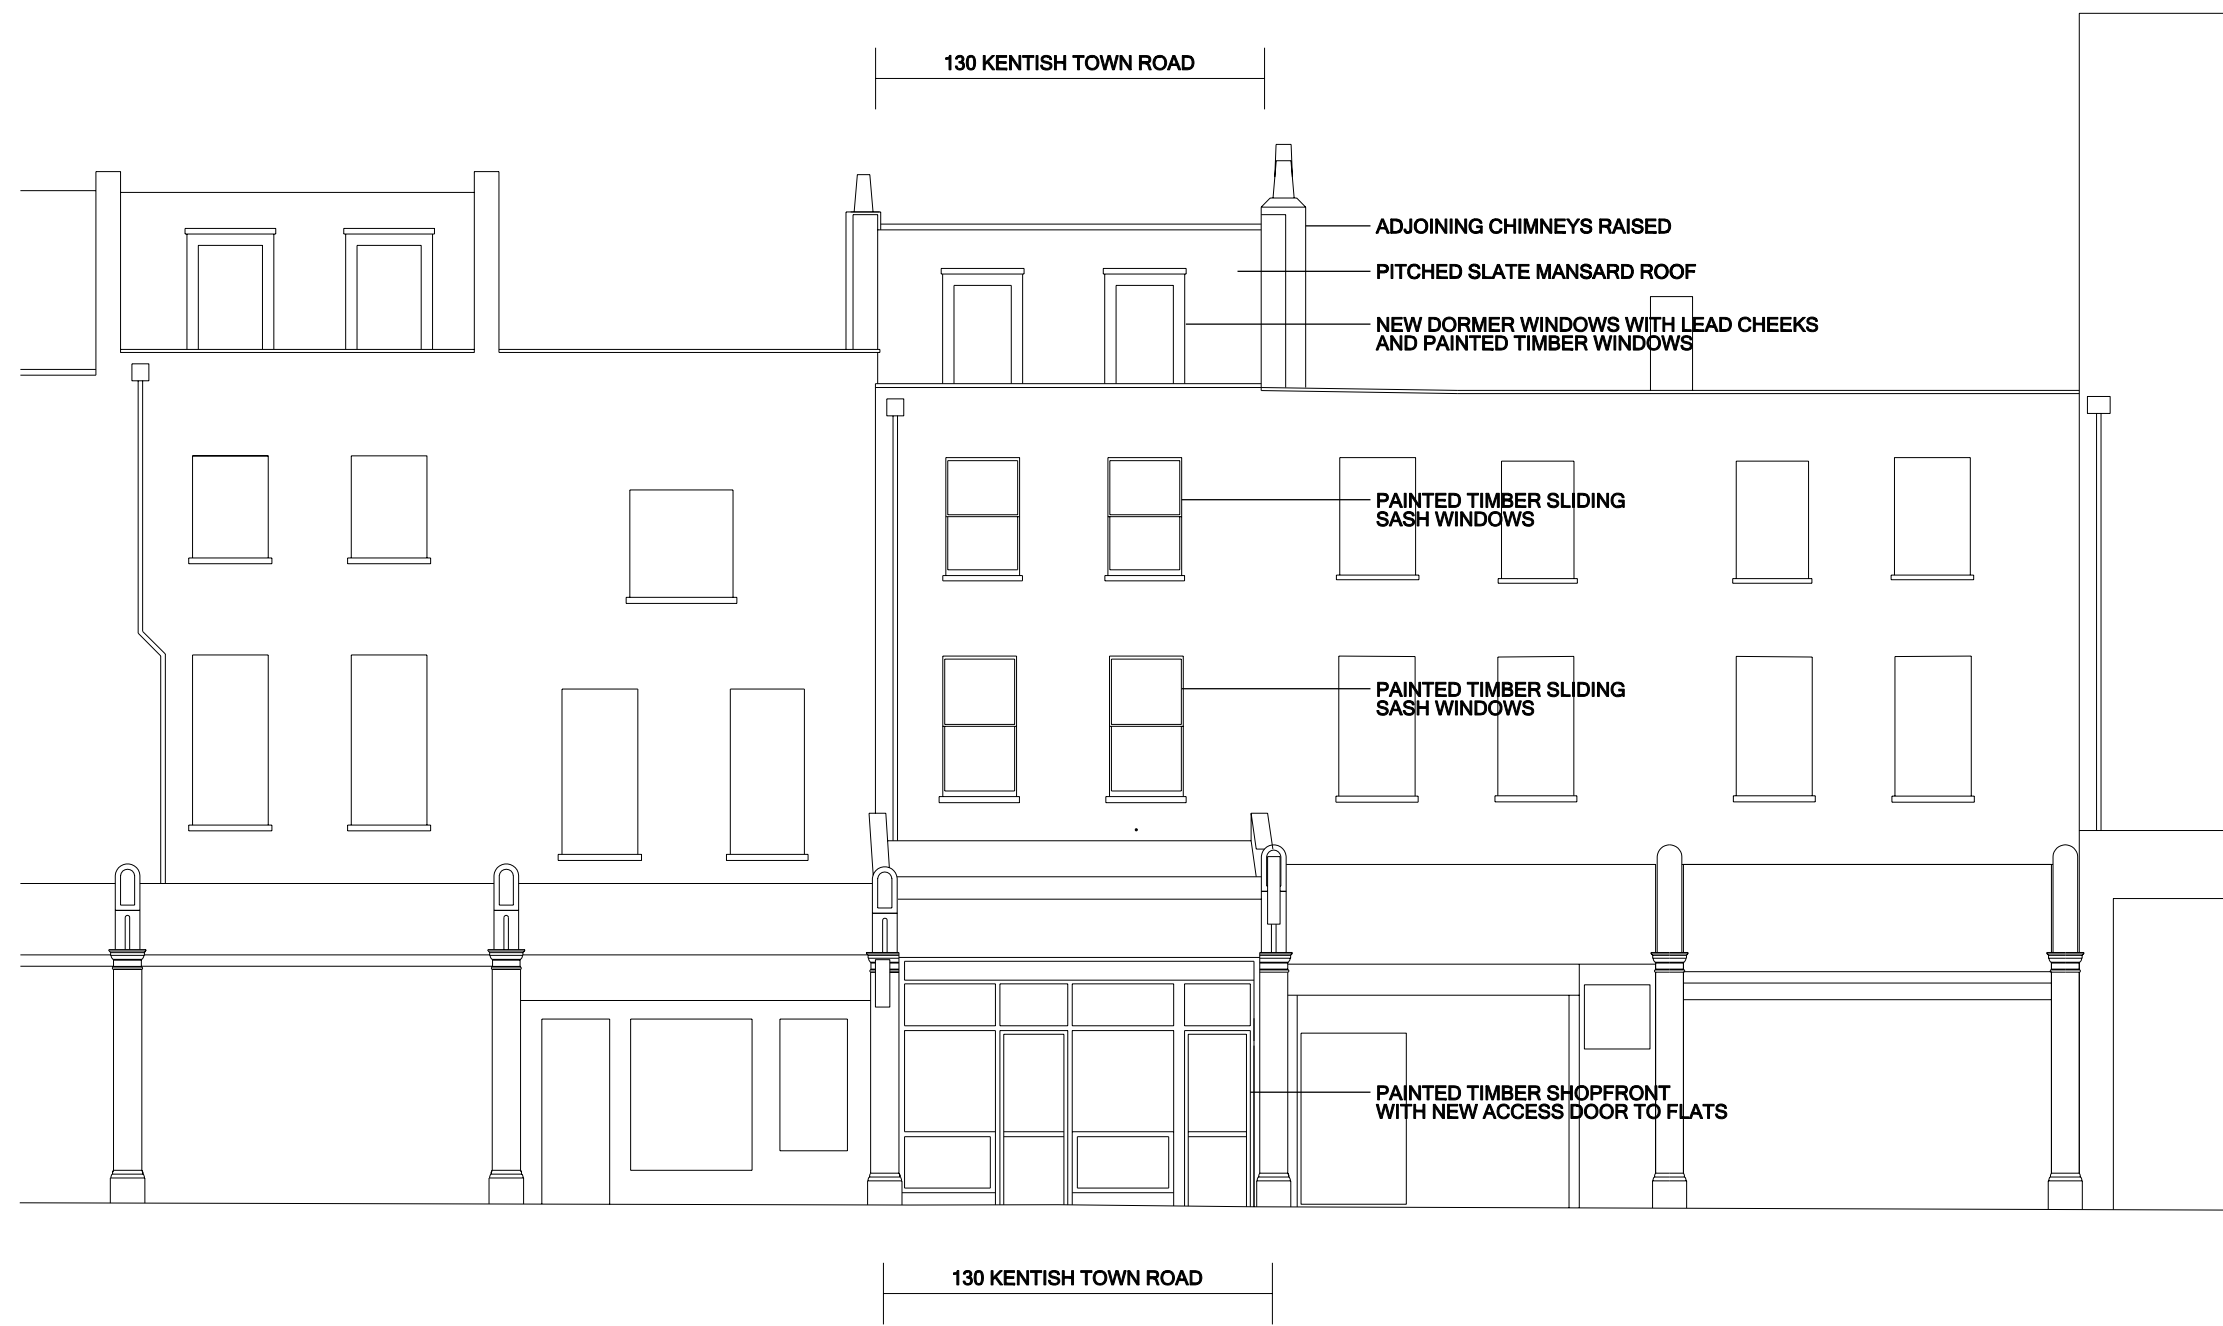 130 KENTISH TOWN ROAD
ADJOINING CHIMNEYS RAISED
PITCHED SLATE MANSARD ROOF
NEW DORMER WINDOWS WITH LEAD CHEEKS
AND PAINTED TIMBER WINDOWS
PAINTED TIMBER SLIDING
SASH WINDOWS
PAINTED TIMBER SLIDING
SASH WINDOWS
PAINTED TIMBER SHOPFRONT
WITH NEW ACCESS DOOR TO FLATS
130 KENTISH TOWN ROAD